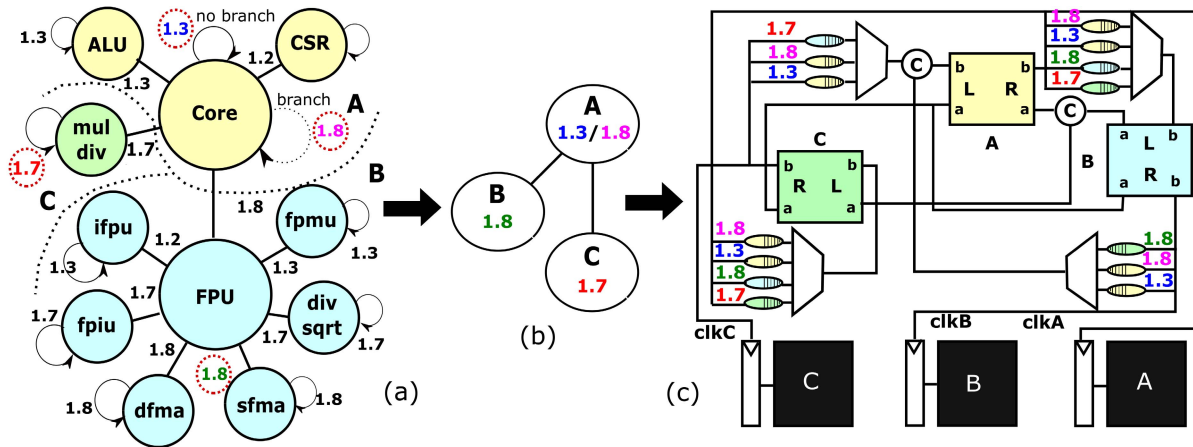 no branch
1.3
1.3
ALU
1.2
CSR
1.3
Core
branch
A
1.8
mul
div
1.7
1.7
C
B
1.8
ifpu
1.2
fpmu
1.3
1.3
1.3
FPU
1.7
fpiu
1.7
div
sqrt
1.7
1.7
1.8
1.8
dfma
1.8
sfma
1.8
(a)
A
1.3/1.8
B
1.8
C
1.7
(b)
1.7
1.8
1.3
C
b
L R
a
b
a
A
1.8
1.3
1.8
1.7
C
B
a b
L
R
C
b
R L
a
b
a
1.8
1.3
1.8
1.7
1.8
1.8
1.3
clkC
clkB
clkA
(c)
C
B
A